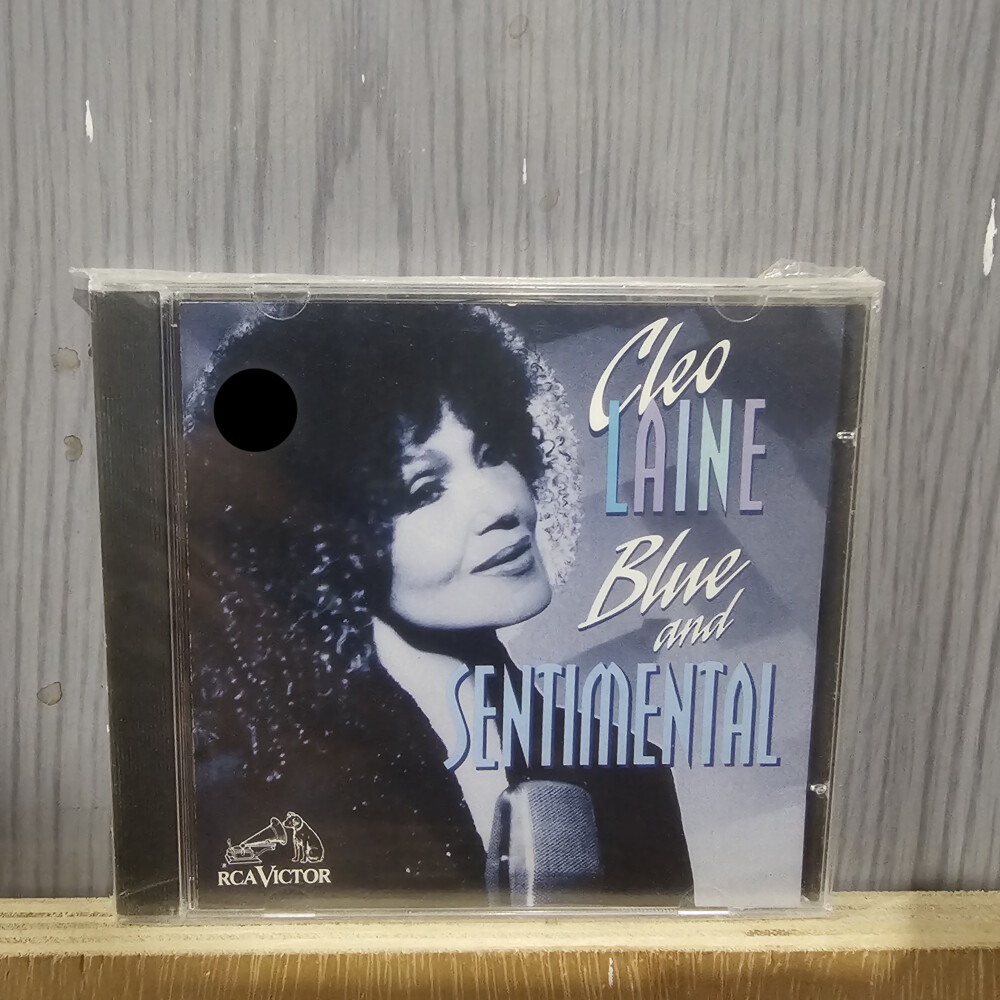 Cleo
LAINE
Blue
and
SENTIMENTAL
RCA VICTOR